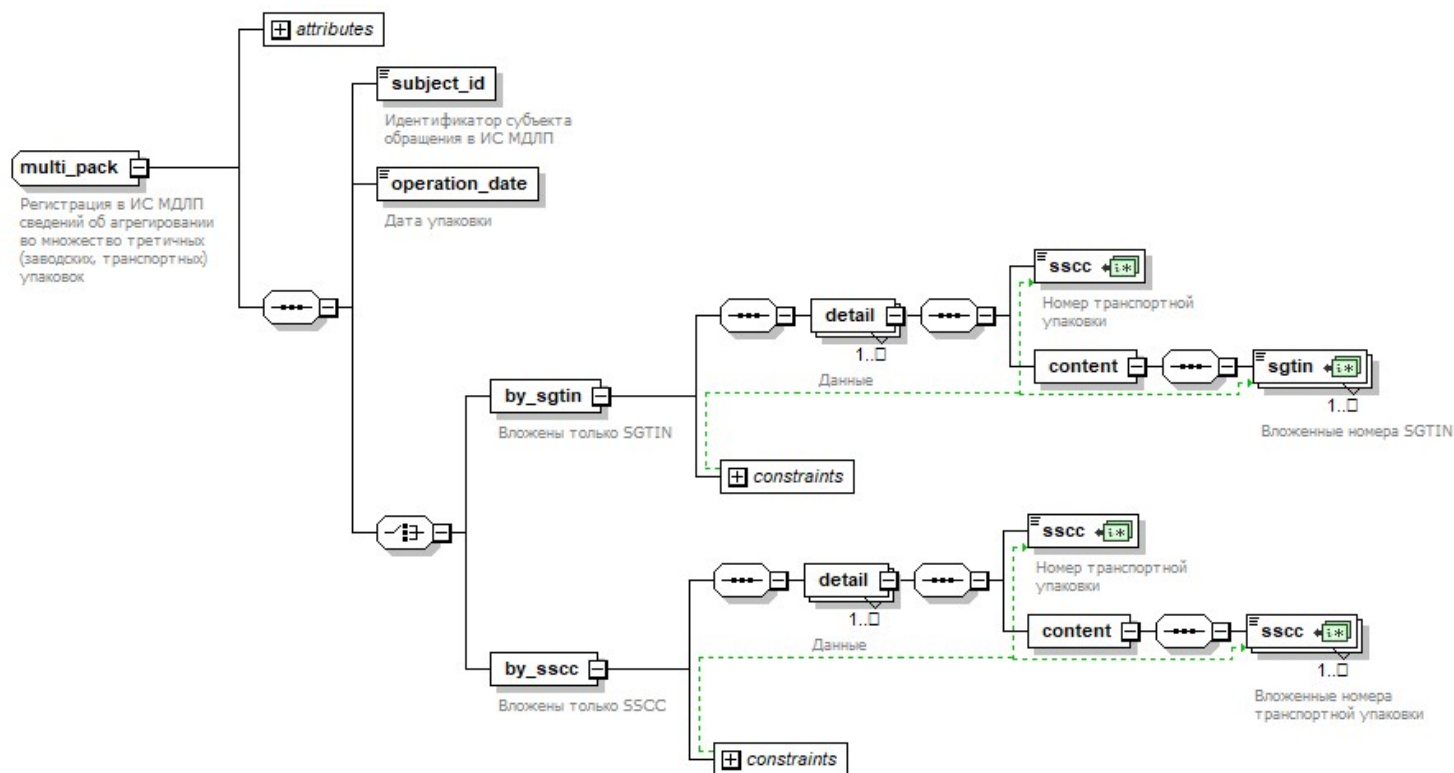 attributes
subject_id
Идентификатор субъекта
обращения в ИС МДЛП
multi_pack
Регистрация в ИС МДЛП
сведений об агрегировании
во множество третичных
(заводских, транспортных)
упаковок
operation_date
Дата упаковки
by_sgtin
Вложены только SGTIN
detail
1..□
Данные
sscc
Номер транспортной
упаковки
content
sgtin
1..□
Вложенные номера SGTIN
constraints
by_sscc
Вложены только SSCC
detail
1..□
Данные
sscc
Номер транспортной
упаковки
content
sscc
1..□
Вложенные номера
транспортной упаковки
constraints